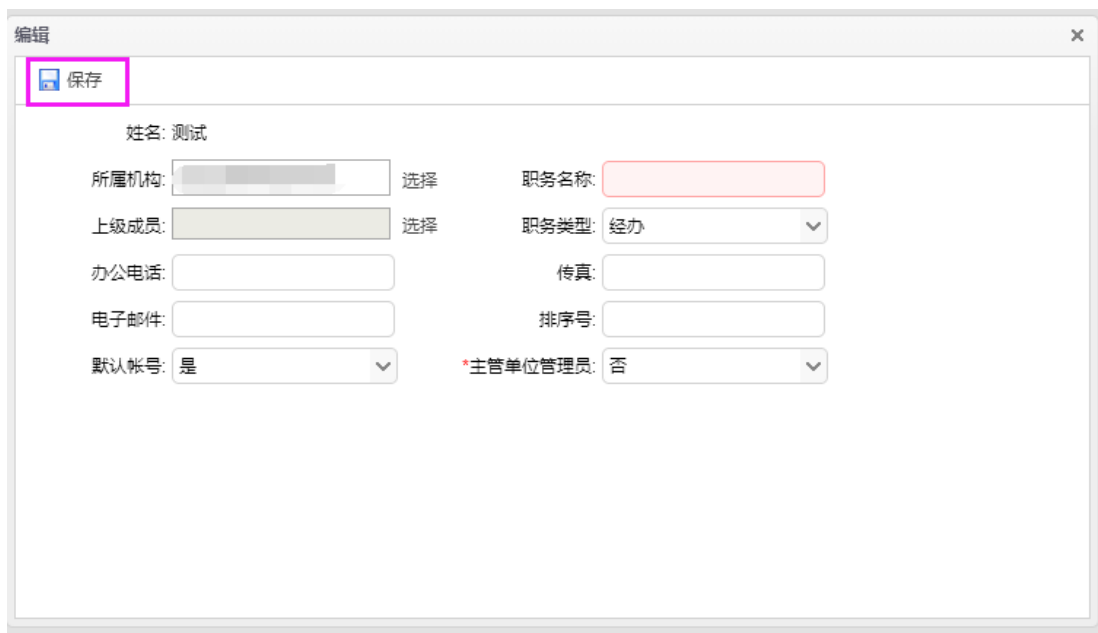 编辑
保存
姓名: 测试
所属机构: 选择 职务名称:
上级成员: 选择 职务类型: 经办
办公电话: 传真:
电子邮件: 排序号:
默认帐号: 是 *主管单位管理员: 否